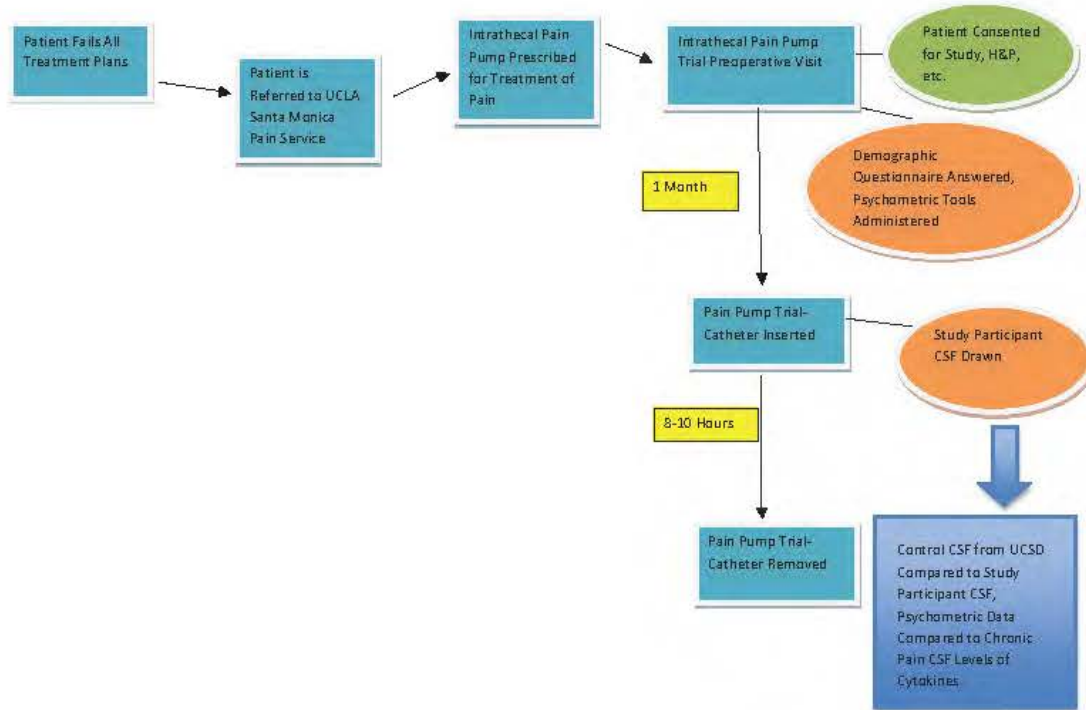 Patient Fails All
Treatment Plans
Patient is
Referred to UCLA
Santa Monica
Pain Service
Intrathecal Pain
Pump Prescribed
for Treatment of
Pain
Intrathecal Pain Pump
Trial Preoperative Visit
Patient Consented
for Study, H&P,
etc.
Demographic
Questionnaire Answered,
Psychometric Tools
Administered
1 Month
Pain Pump Trial-
Catheter Inserted
Study Participant
CSF Drawn
8-10 Hours
Pain Pump Trial-
Catheter Removed
Control CSF from UCSD
Compared to Study
Participant CSF,
Psychometric Data
Compared to Chronic
Pain CSF Levels of
Cytokines